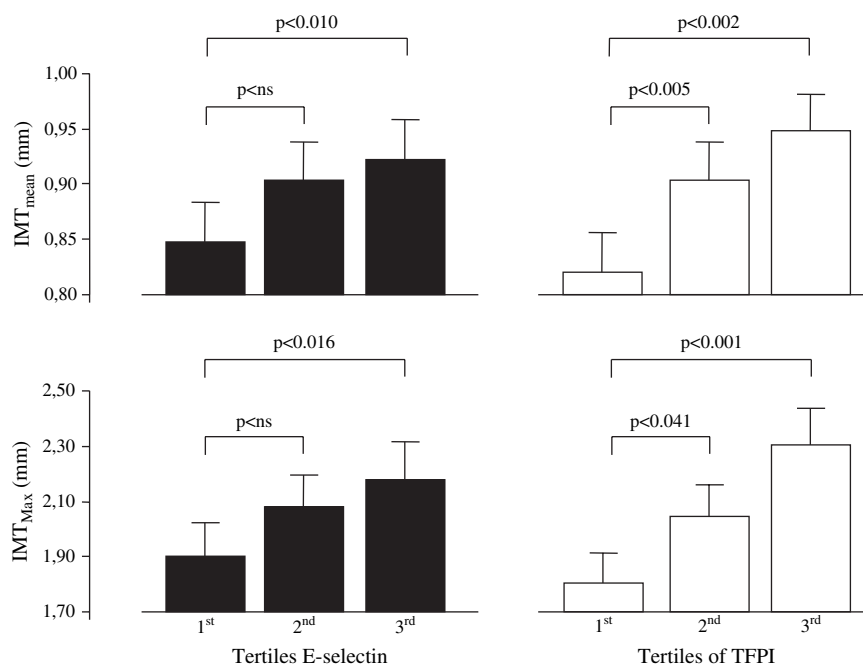 p<0.010
p<ns
p<0.002
p<0.005
IMTmean (mm)
1,00
0,95
0,90
0,85
0,80
p<0.016
p<ns
p<0.001
p<0.041
IMTMax (mm)
2,50
2,30
2,10
1,90
1,70
1st 2nd 3rd
Tertiles E-selectin
1st 2nd 3rd
Tertiles of TFPI